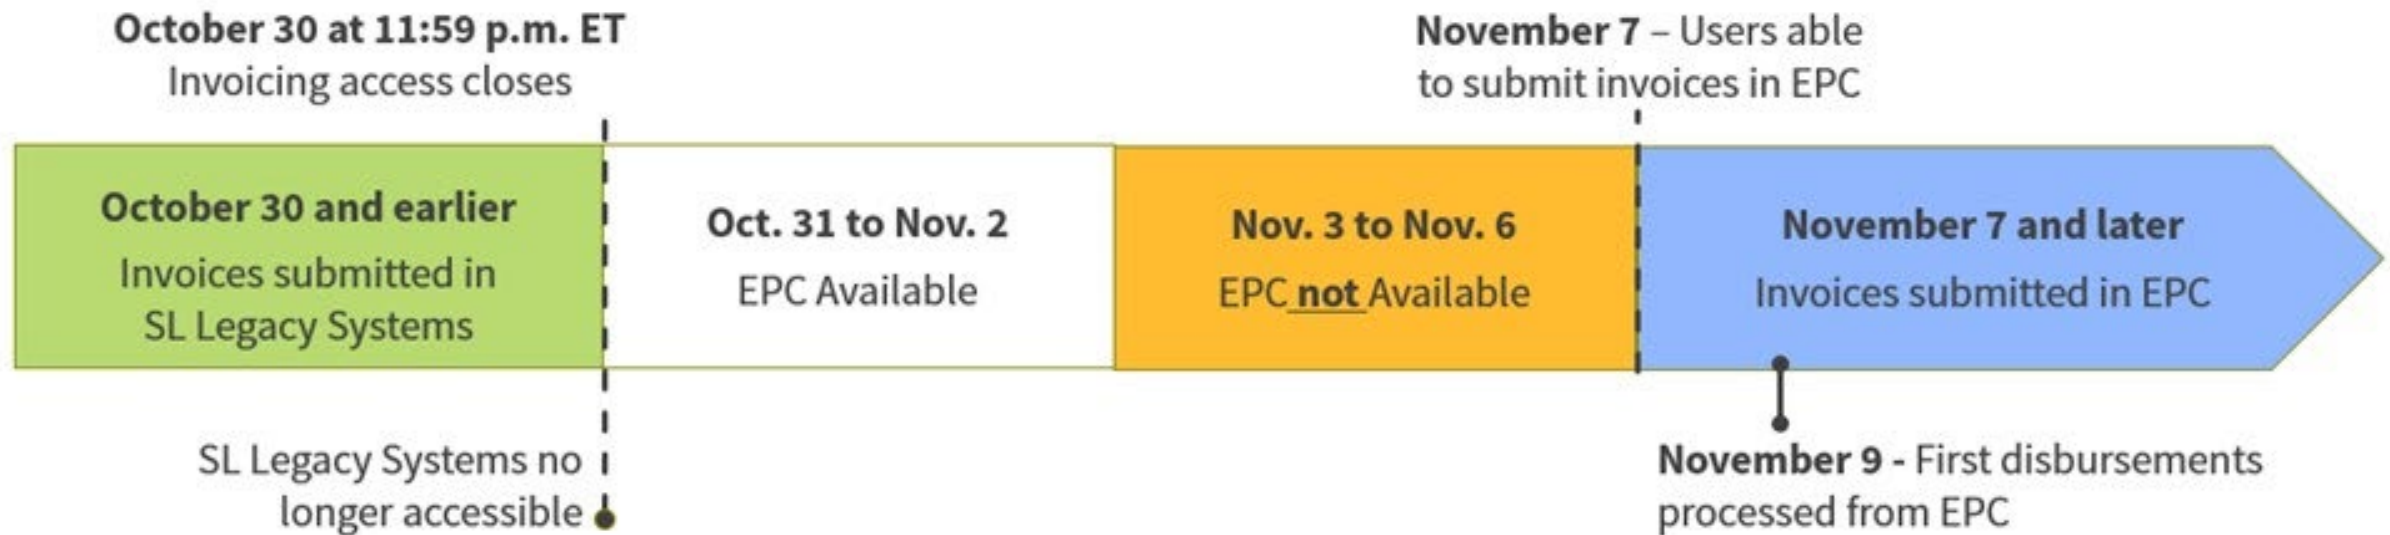 October 30 at 11:59 p.m. ET
Invoicing access closes
November 7 – Users able
to submit invoices in EPC
October 30 and earlier
Invoices submitted in
SL Legacy Systems
Oct. 31 to Nov. 2
EPC Available
Nov. 3 to Nov. 6
EPC not Available
November 7 and later
Invoices submitted in EPC
SL Legacy Systems no
longer accessible
November 9 - First disbursements
processed from EPC